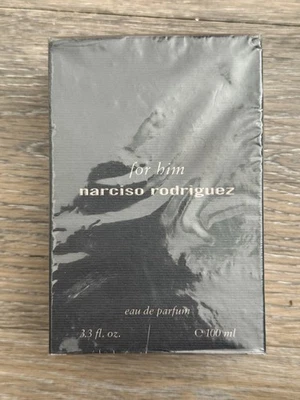 for him
narciso rodriguez
eau de parfum
3.3 fl. oz. ℮ 100 ml